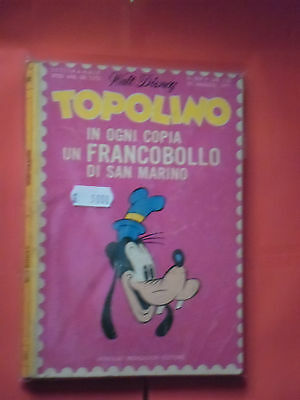 Walt Disney
TOPOLINO
IN OGNI COPIA
UN FRANCOBOLLO
DI SAN MARINO
ARNOLDO MONDADORI EDITORE